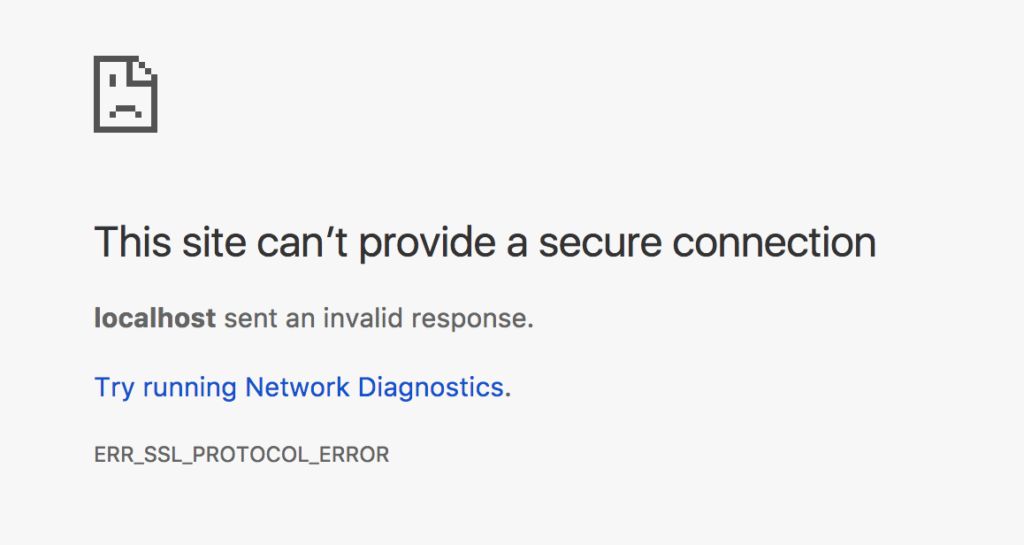 This site can’t provide a secure connection
localhost sent an invalid response.
Try running Network Diagnostics.
ERR_SSL_PROTOCOL_ERROR